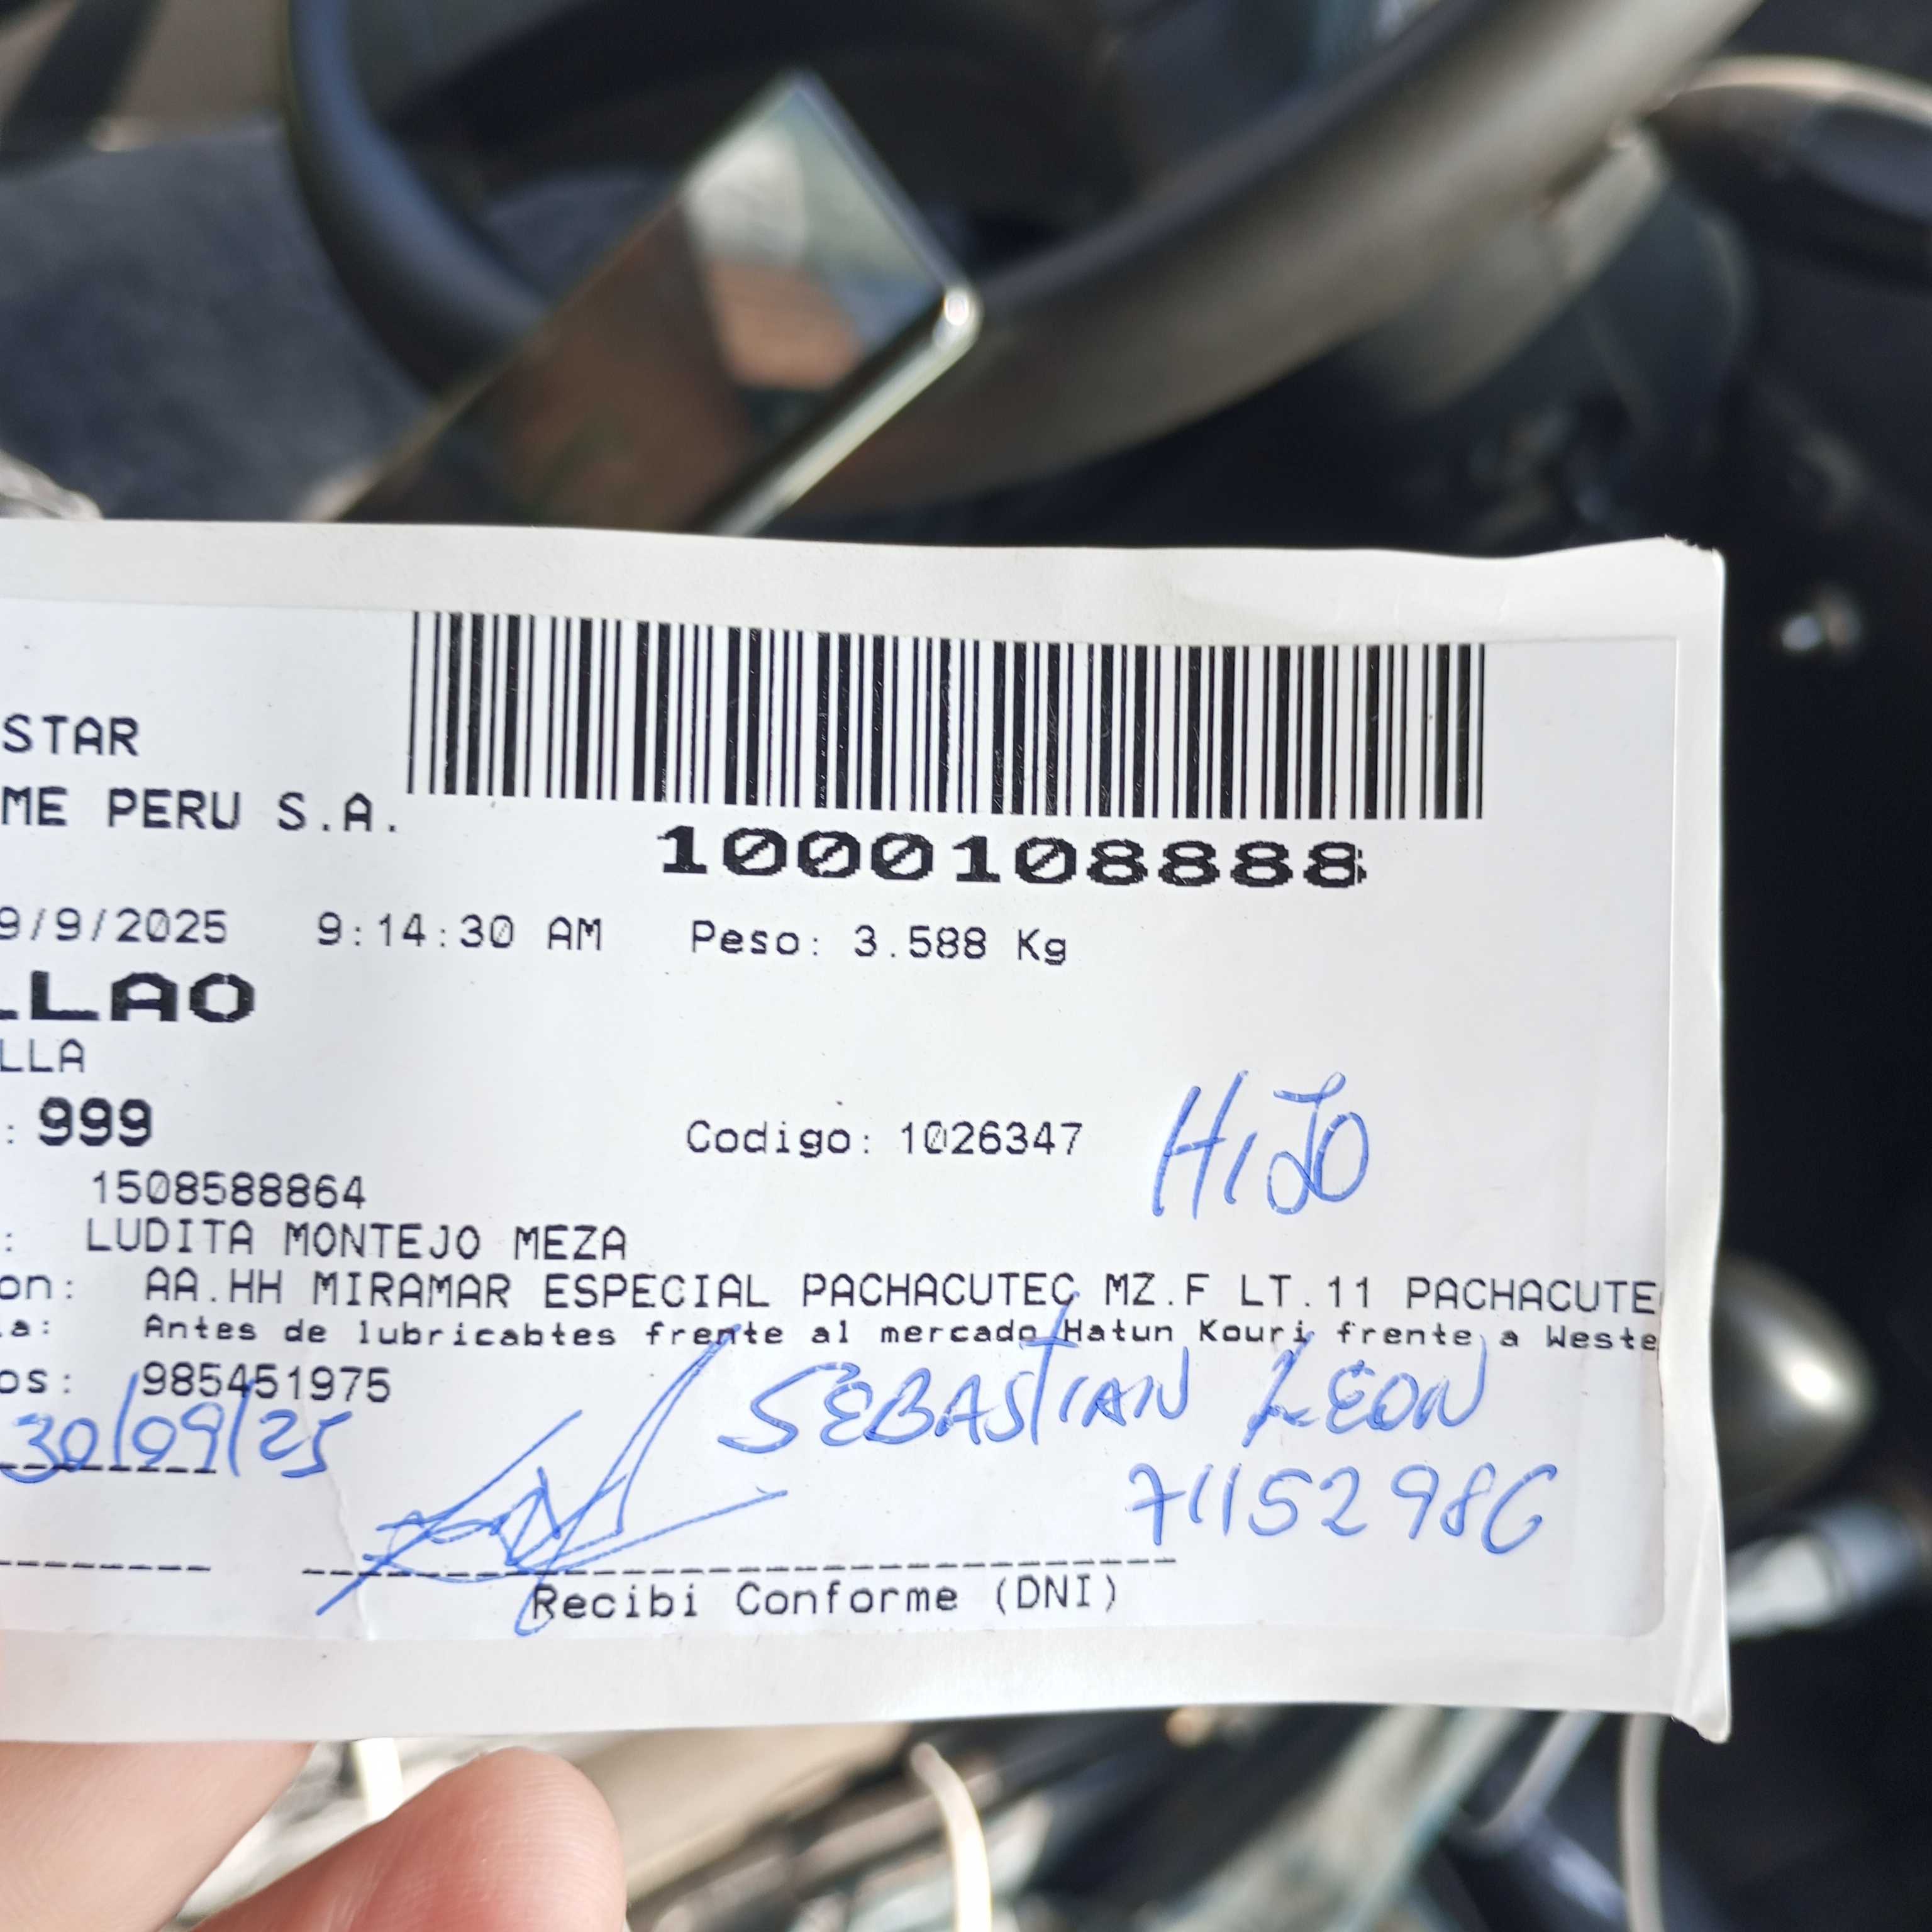 STAR
ME PERU S.A.
1000108888
9/9/2025 9:14:30 AM Peso: 3.588 Kg
LLAO
LLA
: 999 Codigo: 1026347 HIJO
1508588864
: LUDITA MONTEJO MEZA
on: AA.HH MIRAMAR ESPECIAL PACHACUTEC MZ.F LT.11 PACHACUTE
a: Antes de lubricabtes frente al mercado Hatun Kouri frente a Weste
os: 985451975
30/09/25 SEBASTIAN LEON
71152986
Recibi Conforme (DNI)